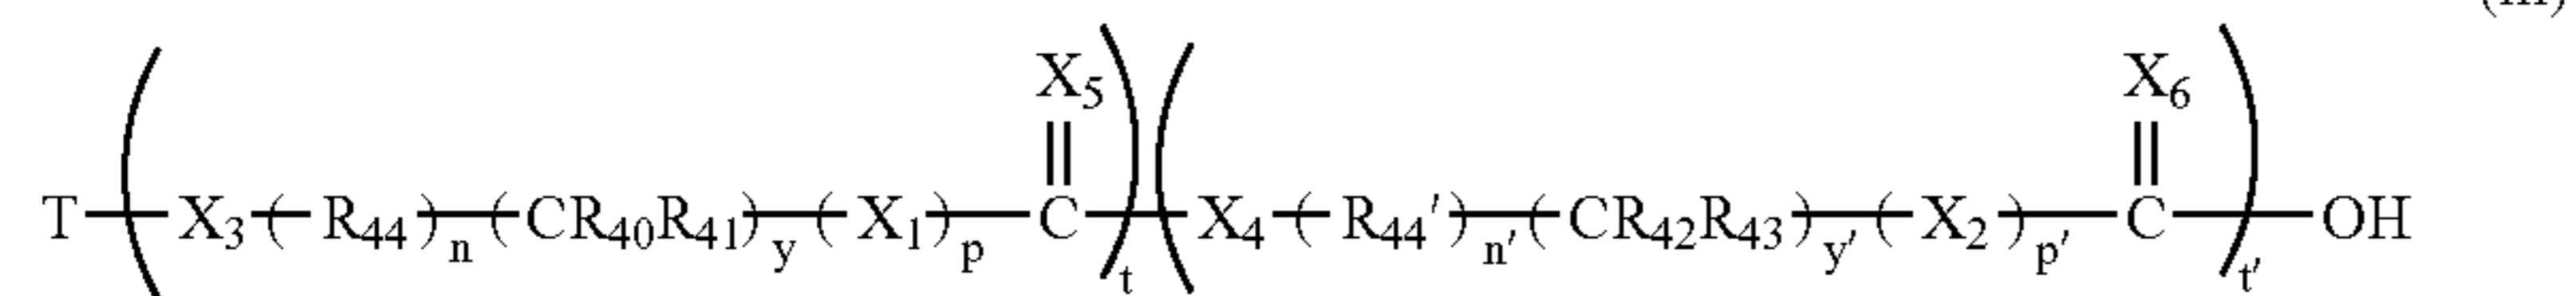 (III)
X5 X6
T ( X3 ( R44 )n ( CR40R41 )y ( X1 )p C )t ( X4 ( R44′ )n′ ( CR42R43 )y′ ( X2 )p′ C )t′ OH